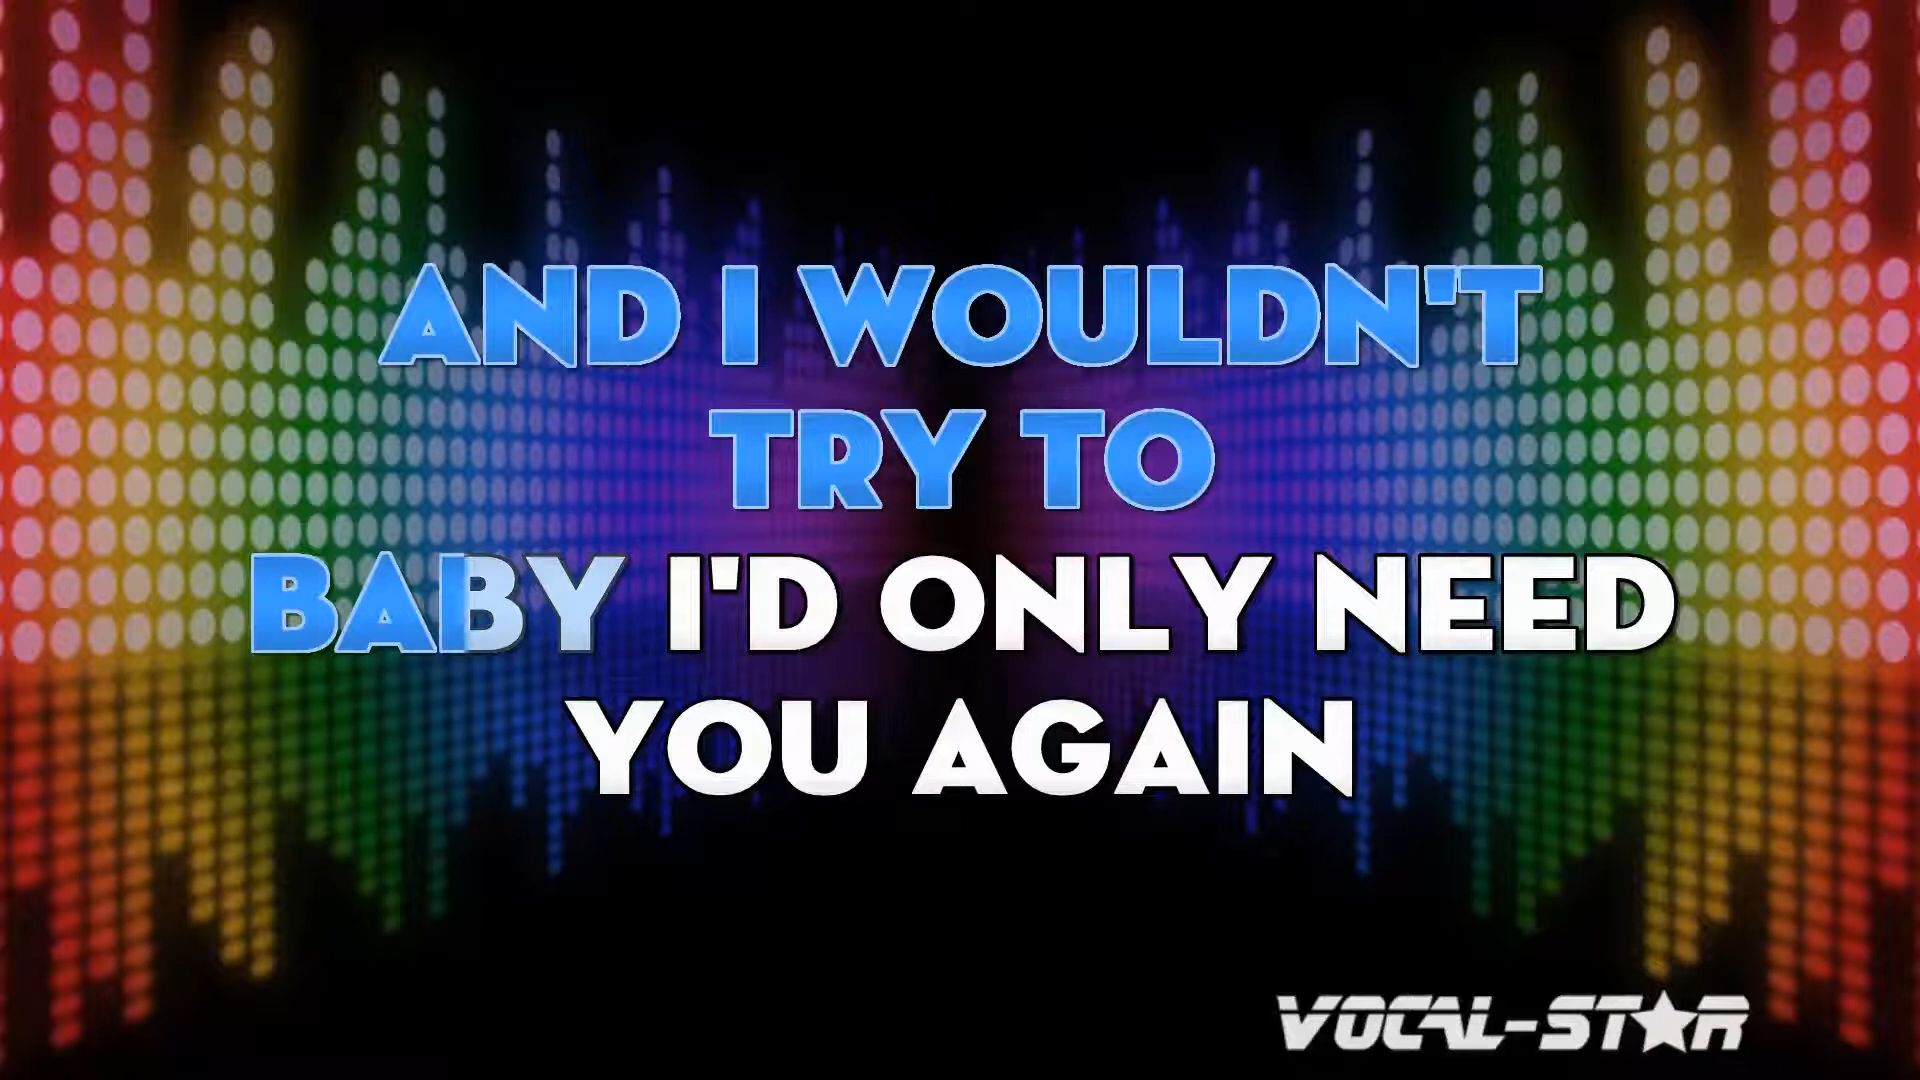 AND I WOULDN'T
TRY TO
BABY I'D ONLY NEED
YOU AGAIN
VOCAL-STAR